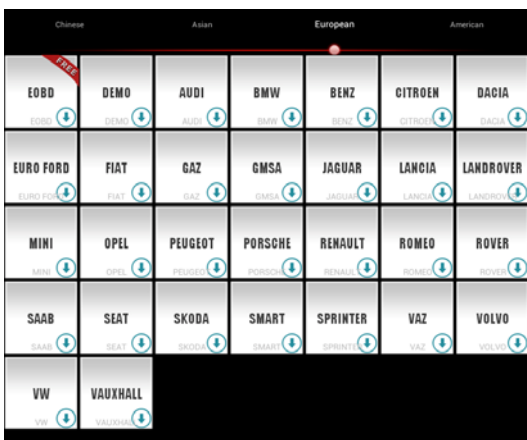 Chinese Asian European American
FREE
EOBD DEMO AUDI BMW BENZ CITROEN DACIA
EOBD DEMO AUDI BMW BENZ CITROEN DACIA
EURO FORD FIAT GAZ GMSA JAGUAR LANCIA LANDROVER
EURO FORD FIAT GAZ GMSA JAGUAR LANCIA LANDROVER
MINI OPEL PEUGEOT PORSCHE RENAULT ROMEO ROVER
MINI OPEL PEUGEOT PORSCHE RENAULT ROMEO ROVER
SAAB SEAT SKODA SMART SPRINTER VAZ VOLVO
SAAB SEAT SKODA SMART SPRINTER VAZ VOLVO
VW VAUXHALL
VW VAUXHALL